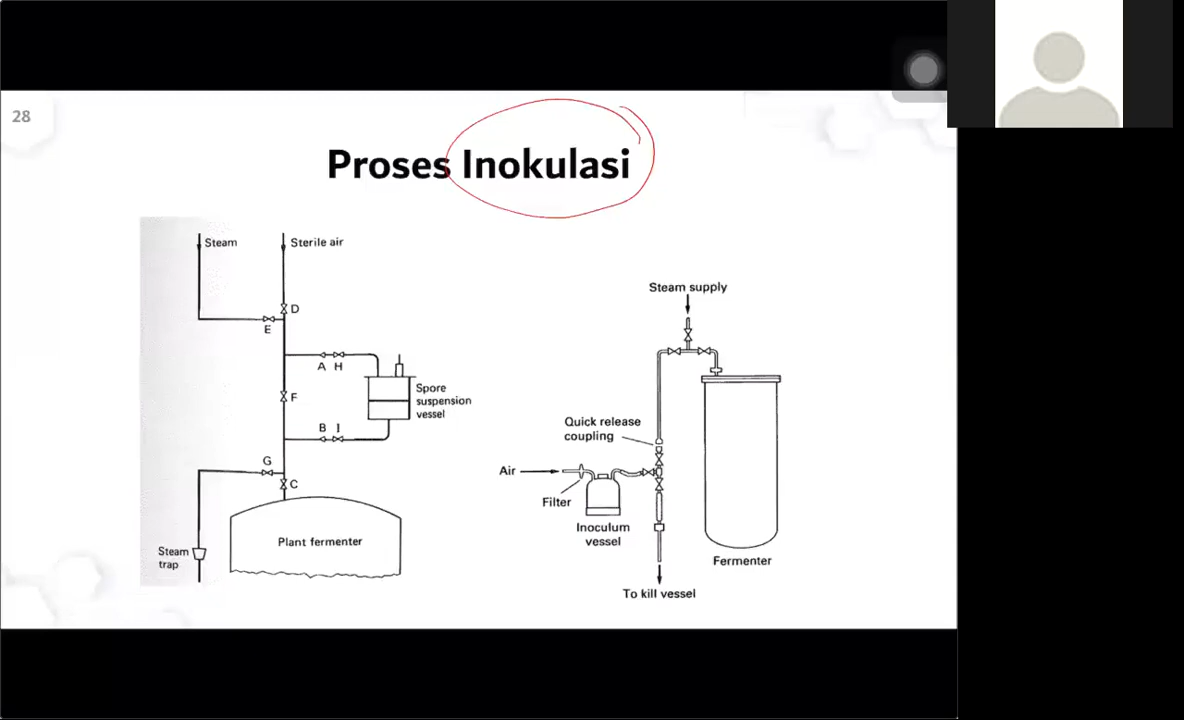 28
Proses Inokulasi
Steam
Sterile air
D
E
A H
Spore
suspension
vessel
F
B I
G
C
Plant fermenter
Steam
trap
Steam supply
Quick release
coupling
Air
Filter
Inoculum
vessel
Fermenter
To kill vessel